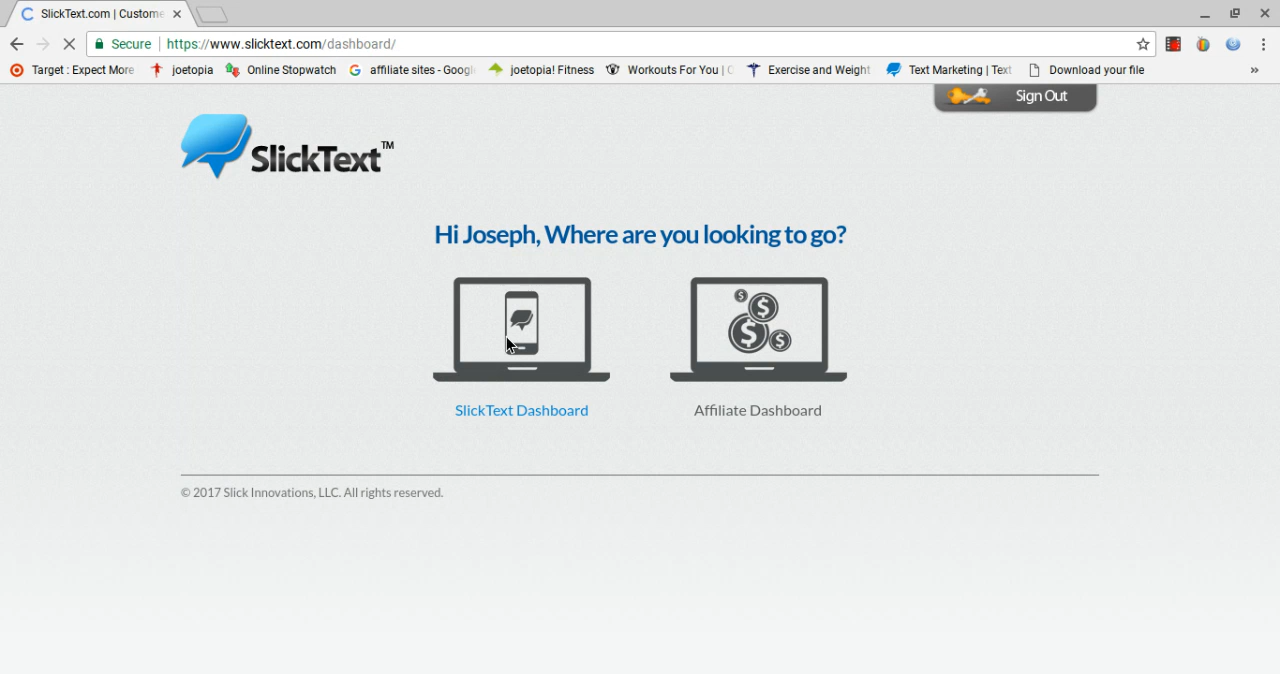 SlickText.com | Custome
Secure
https://www.slicktext.com/dashboard/
Target : Expect More
joetopia
Online Stopwatch
affiliate sites - Googl
joetopia! Fitness
Workouts For You | C
Exercise and Weight
Text Marketing | Text
Download your file
»
Sign Out
SlickText™
Hi Joseph, Where are you looking to go?
SlickText Dashboard
Affiliate Dashboard
© 2017 Slick Innovations, LLC. All rights reserved.